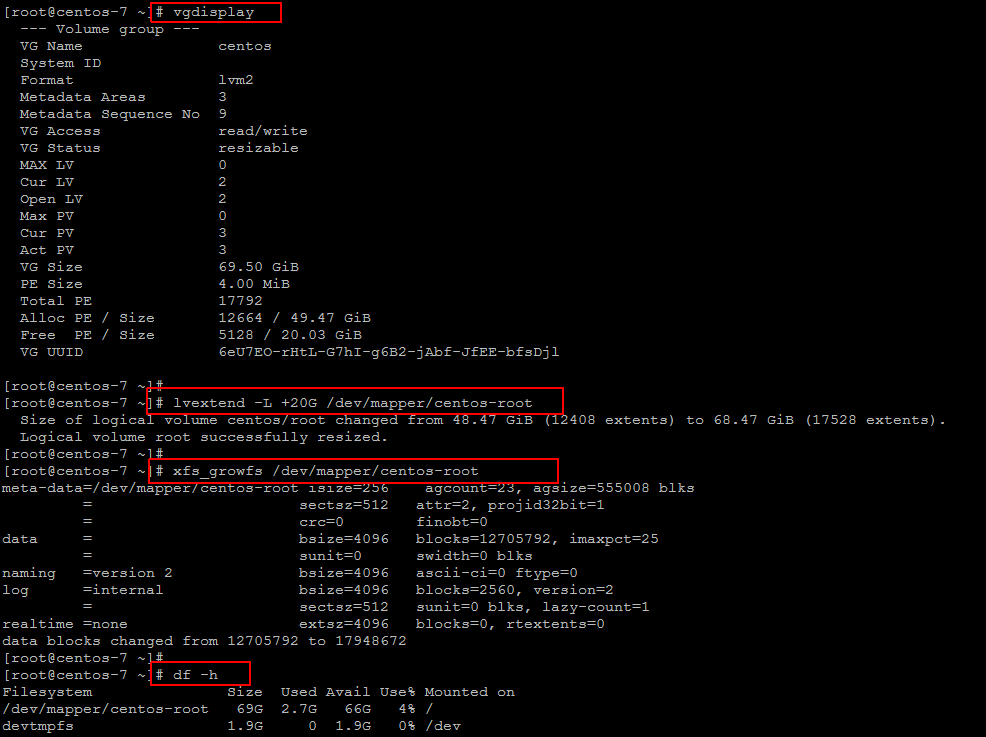 [root@centos-7 ~]# vgdisplay
--- Volume group ---
VG Name centos
System ID
Format lvm2
Metadata Areas 3
Metadata Sequence No 9
VG Access read/write
VG Status resizable
MAX LV 0
Cur LV 2
Open LV 2
Max PV 0
Cur PV 3
Act PV 3
VG Size 69.50 GiB
PE Size 4.00 MiB
Total PE 17792
Alloc PE / Size 12664 / 49.47 GiB
Free PE / Size 5128 / 20.03 GiB
VG UUID 6eU7EO-rHtL-G7hI-g6B2-jAbf-JfEE-bfsDjl
[root@centos-7 ~]#
[root@centos-7 ~]# lvextend -L +20G /dev/mapper/centos-root
Size of logical volume centos/root changed from 48.47 GiB (12408 extents) to 68.47 GiB (17528 extents).
Logical volume root successfully resized.
[root@centos-7 ~]#
[root@centos-7 ~]# xfs_growfs /dev/mapper/centos-root
meta-data=/dev/mapper/centos-root isize=256 agcount=23, agsize=555008 blks
= sectsz=512 attr=2, projid32bit=1
= crc=0 finobt=0
data = bsize=4096 blocks=12705792, imaxpct=25
= sunit=0 swidth=0 blks
naming =version 2 bsize=4096 ascii-ci=0 ftype=0
log =internal bsize=4096 blocks=2560, version=2
= sectsz=512 sunit=0 blks, lazy-count=1
realtime =none extsz=4096 blocks=0, rtextents=0
data blocks changed from 12705792 to 17948672
[root@centos-7 ~]#
[root@centos-7 ~]# df -h
Filesystem Size Used Avail Use% Mounted on
/dev/mapper/centos-root 69G 2.7G 66G 4% /
devtmpfs 1.9G 0 1.9G 0% /dev